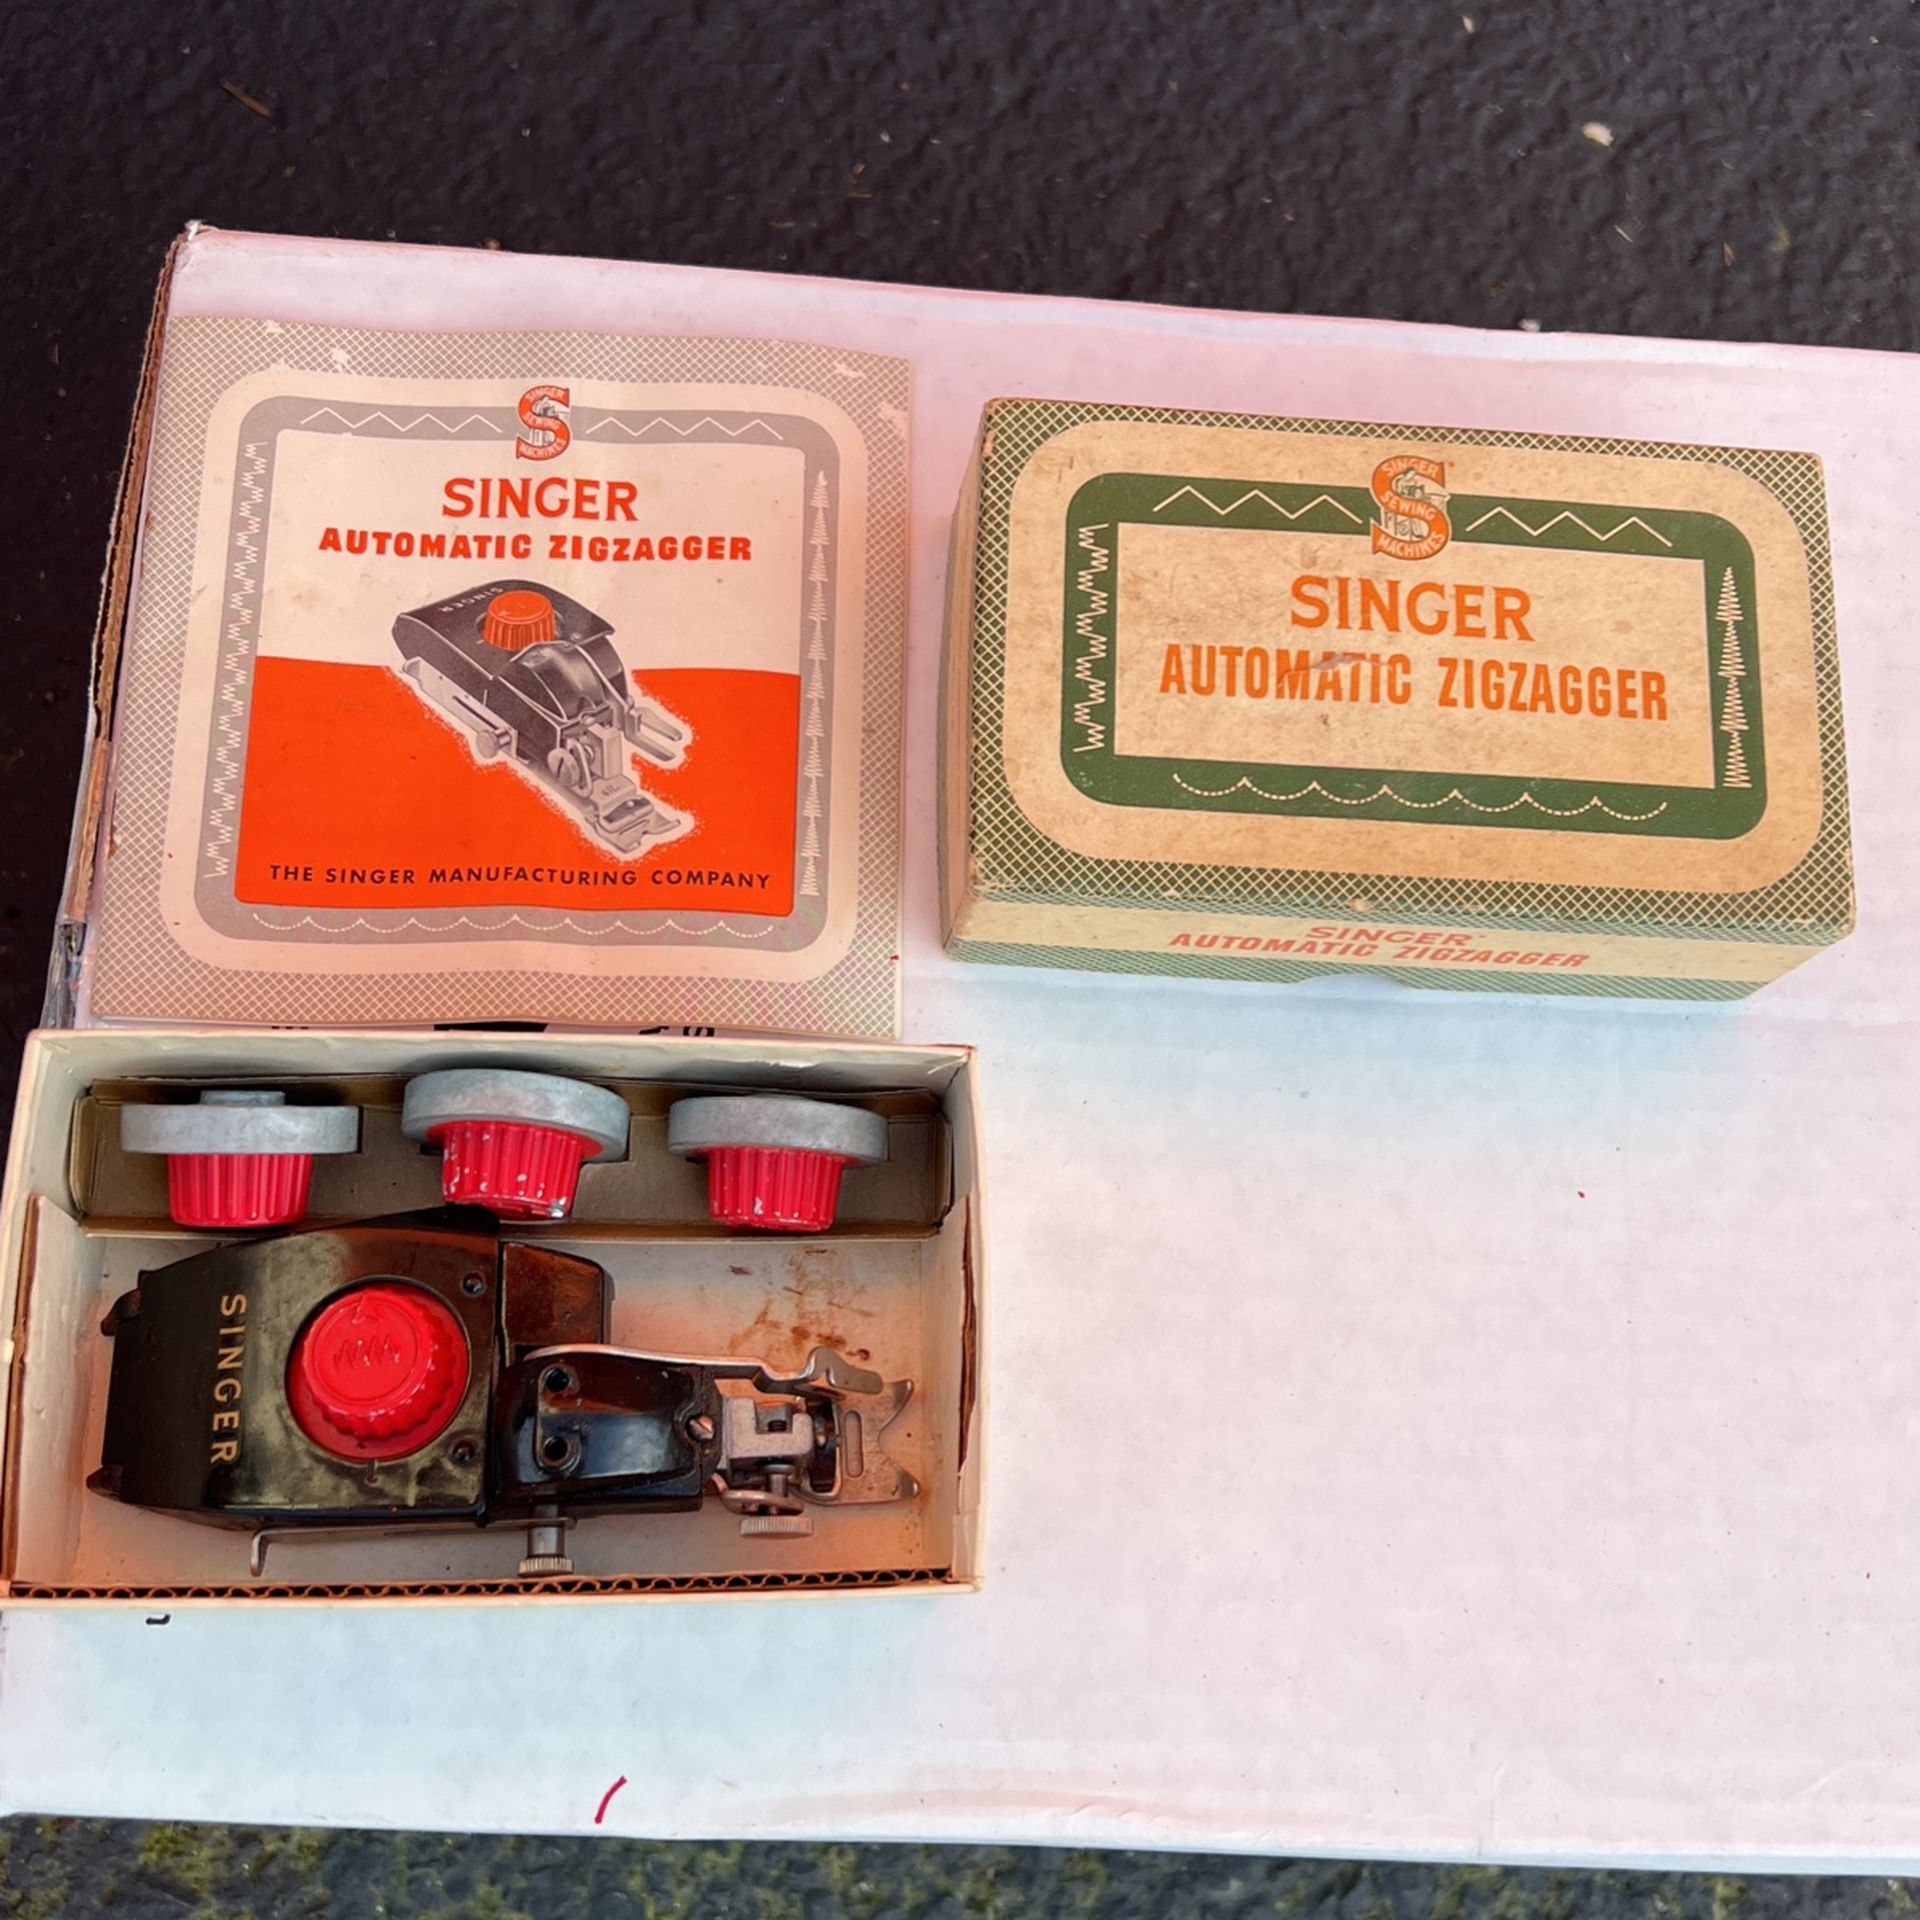 SINGER
SEWING
MACHINES
SINGER
AUTOMATIC ZIGZAGGER
SINGER
THE SINGER MANUFACTURING COMPANY
SINGER
SEWING
MACHINES
SINGER
AUTOMATIC ZIGZAGGER
SINGER
AUTOMATIC ZIGZAGGER
SINGER